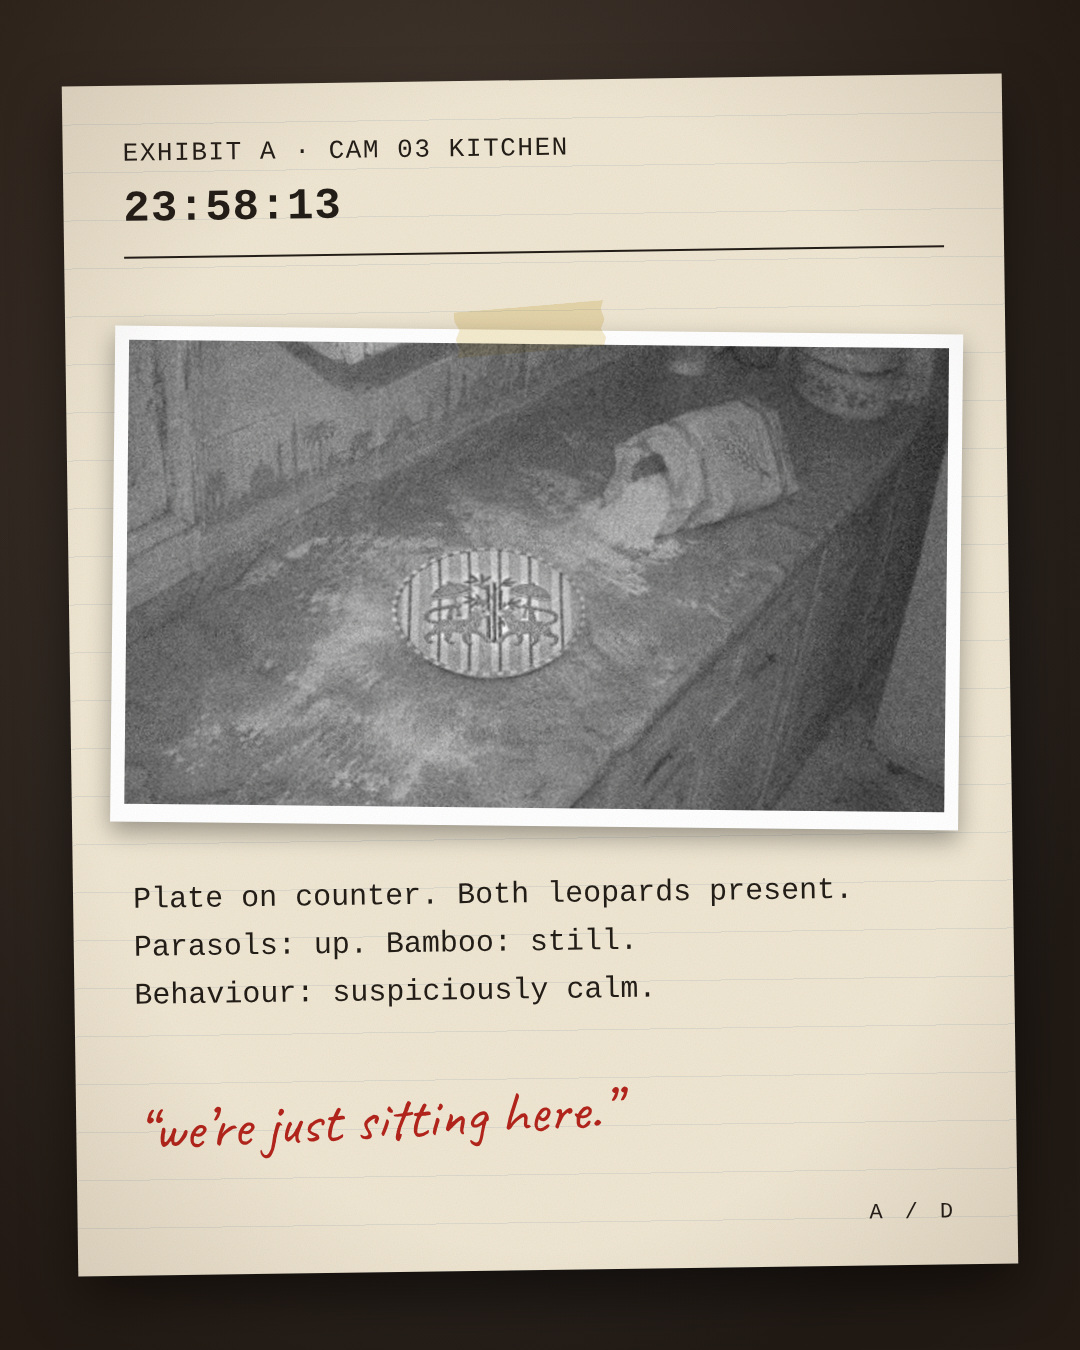 EXHIBIT A · CAM 03 KITCHEN
23:58:13
Plate on counter. Both leopards present.
Parasols: up. Bamboo: still.
Behaviour: suspiciously calm.
“we’re just sitting here.”
A / D